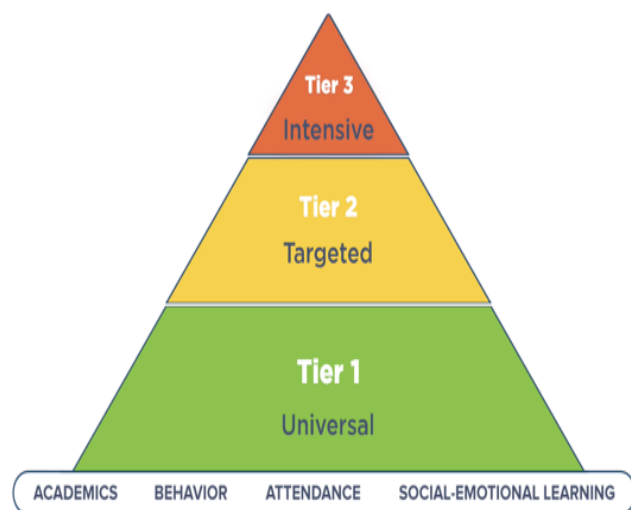 Tier 3
Intensive
Tier 2
Targeted
Tier 1
Universal
ACADEMICS BEHAVIOR ATTENDANCE SOCIAL-EMOTIONAL LEARNING